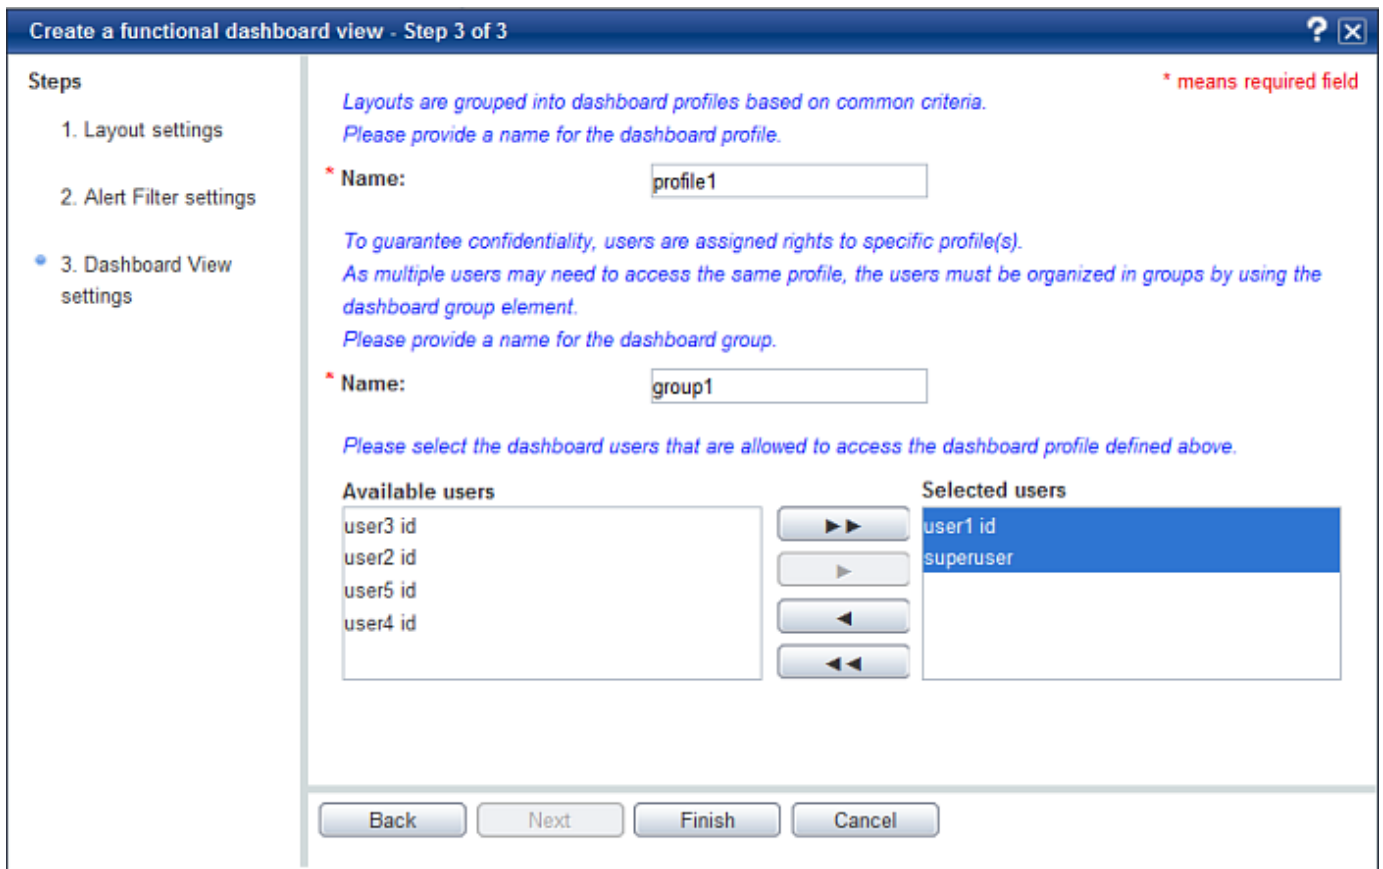 Create a functional dashboard view - Step 3 of 3
?
Steps
1. Layout settings
2. Alert Filter settings
3. Dashboard View
settings
* means required field
Layouts are grouped into dashboard profiles based on common criteria.
Please provide a name for the dashboard profile.
* Name:
profile1
To guarantee confidentiality, users are assigned rights to specific profile(s).
As multiple users may need to access the same profile, the users must be organized in groups by using the
dashboard group element.
Please provide a name for the dashboard group.
* Name:
group1
Please select the dashboard users that are allowed to access the dashboard profile defined above.
Available users
user3 id
user2 id
user5 id
user4 id
Selected users
user1 id
superuser
Back
Next
Finish
Cancel